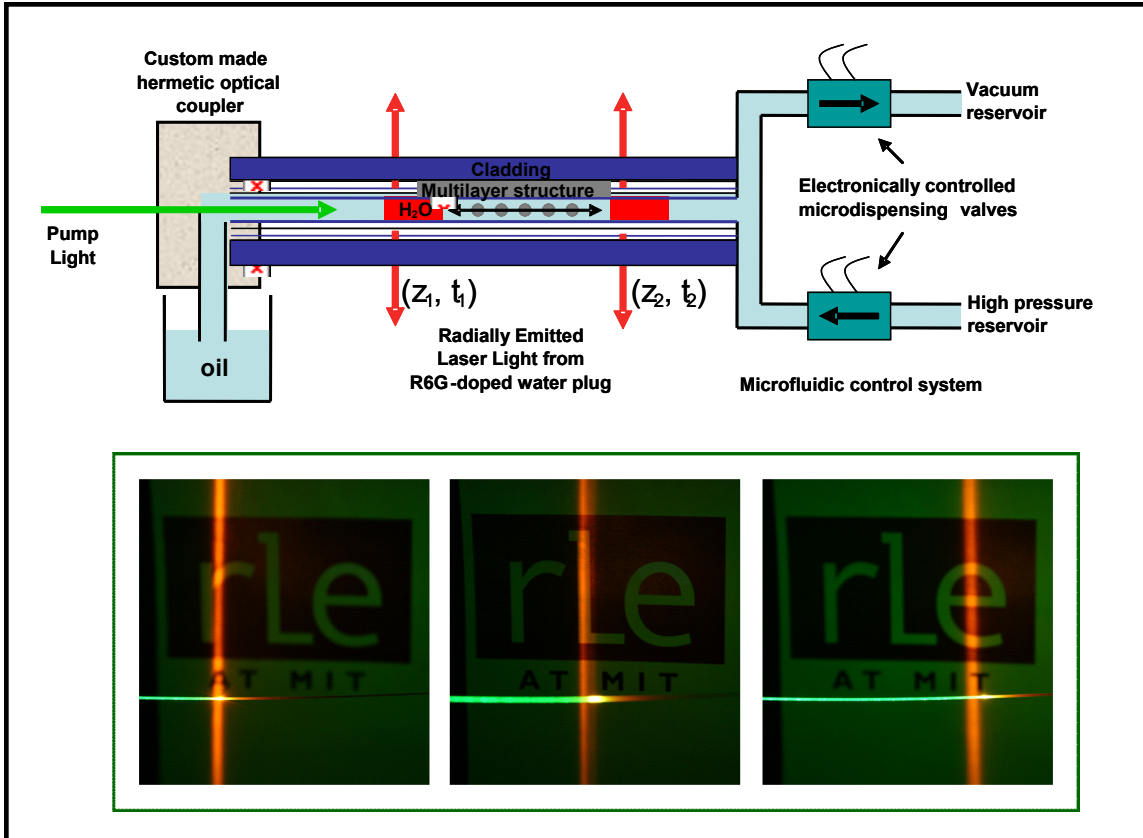 Custom made
hermetic optical
coupler
Vacuum
reservoir
Cladding
Multilayer structure
Electronically controlled
microdispensing valves
H₂O
Pump
Light
(z₁, t₁)
(z₂, t₂)
High pressure
reservoir
Radially Emitted
Laser Light from
R6G-doped water plug
oil
Microfluidic control system
rle
AT MIT
rle
AT MIT
rle
AT MIT